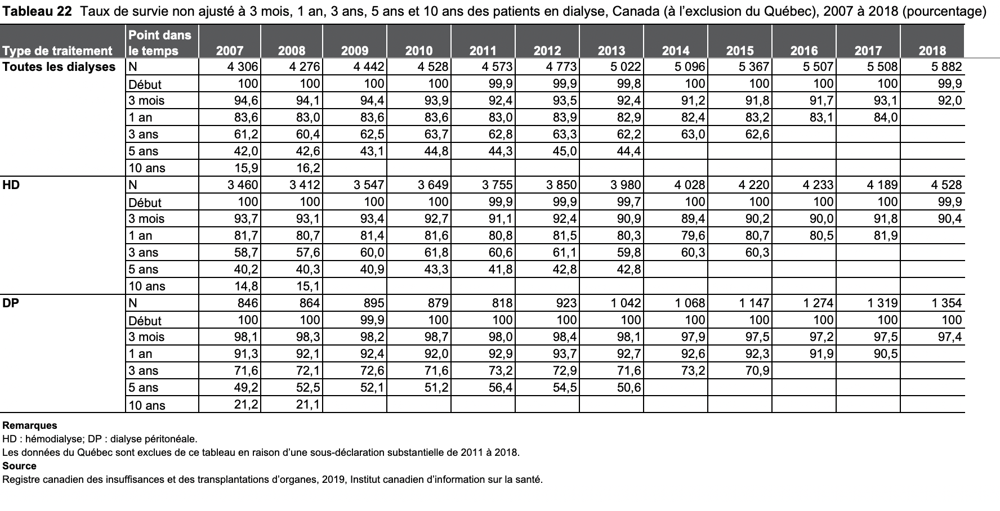 Tableau 22 Taux de survie non ajusté à 3 mois, 1 an, 3 ans, 5 ans et 10 ans des patients en dialyse, Canada (à l’exclusion du Québec), 2007 à 2018 (pourcentage)
Type de traitement Point dans le temps 2007 2008 2009 2010 2011 2012 2013 2014 2015 2016 2017 2018
Toutes les dialyses N 4 306 4 276 4 442 4 528 4 573 4 773 5 022 5 096 5 367 5 507 5 508 5 882
Début 100 100 100 100 99,9 99,9 99,8 100 100 100 100 99,9
3 mois 94,6 94,1 94,4 93,9 92,4 93,5 92,4 91,2 91,8 91,7 93,1 92,0
1 an 83,6 83,0 83,6 83,6 83,0 83,9 82,9 82,4 83,2 83,1 84,0
3 ans 61,2 60,4 62,5 63,7 62,8 63,3 62,2 63,0 62,6
5 ans 42,0 42,6 43,1 44,8 44,3 45,0 44,4
10 ans 15,9 16,2
HD N 3 460 3 412 3 547 3 649 3 755 3 850 3 980 4 028 4 220 4 233 4 189 4 528
Début 100 100 100 100 99,9 99,9 99,7 100 100 100 100 99,9
3 mois 93,7 93,1 93,4 92,7 91,1 92,4 90,9 89,4 90,2 90,0 91,8 90,4
1 an 81,7 80,7 81,4 81,6 80,8 81,5 80,3 79,6 80,7 80,5 81,9
3 ans 58,7 57,6 60,0 61,8 60,6 61,1 59,8 60,3 60,3
5 ans 40,2 40,3 40,9 43,3 41,8 42,8 42,8
10 ans 14,8 15,1
DP N 846 864 895 879 818 923 1 042 1 068 1 147 1 274 1 319 1 354
Début 100 100 99,9 100 100 100 100 100 100 100 100 100
3 mois 98,1 98,3 98,2 98,7 98,0 98,4 98,1 97,9 97,5 97,2 97,5 97,4
1 an 91,3 92,1 92,4 92,0 92,9 93,7 92,7 92,6 92,3 91,9 90,5
3 ans 71,6 72,1 72,6 71,6 73,2 72,9 71,6 73,2 70,9
5 ans 49,2 52,5 52,1 51,2 56,4 54,5 50,6
10 ans 21,2 21,1
Remarques
HD : hémodialyse; DP : dialyse péritonéale.
Les données du Québec sont exclues de ce tableau en raison d’une sous-déclaration substantielle de 2011 à 2018.
Source
Registre canadien des insuffisances et des transplantations d’organes, 2019, Institut canadien d’information sur la santé.